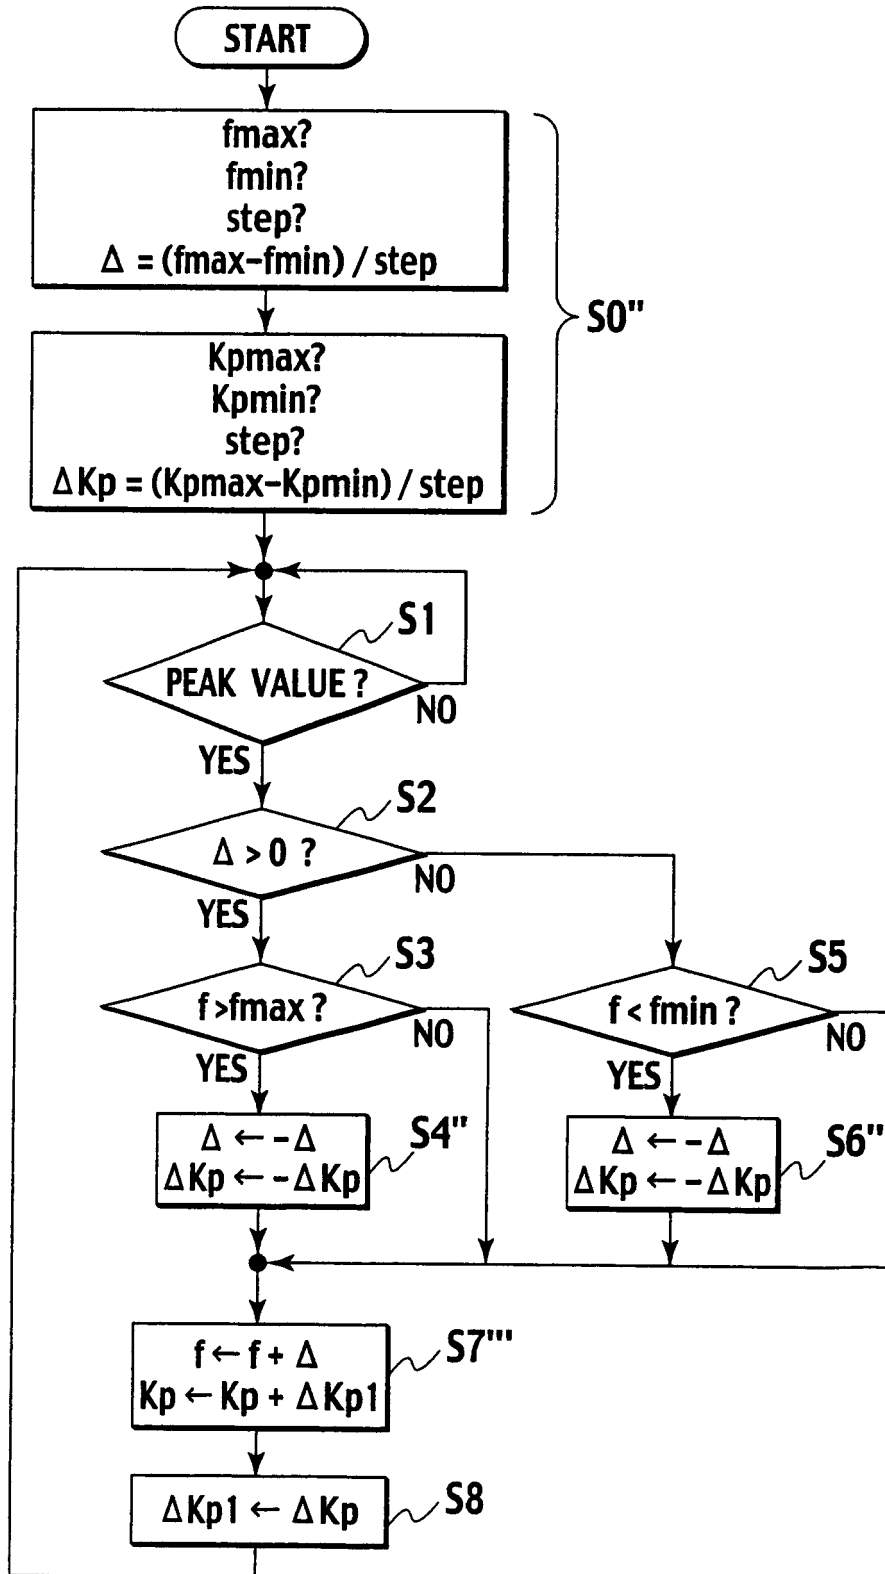 START
fmax?
fmin?
step?
Δ = (fmax-fmin) / step
S0"
Kpmax?
Kpmin?
step?
ΔKp = (Kpmax-Kpmin) / step
S1
PEAK VALUE ?
NO
YES
S2
Δ > 0 ?
NO
YES
S3
f >fmax ?
NO
YES
S5
f < fmin ?
NO
YES
S4"
Δ ← -Δ
ΔKp ← -ΔKp
S6"
Δ ← -Δ
ΔKp ← -ΔKp
S7'''
f ← f + Δ
Kp ← Kp + ΔKp1
S8
ΔKp1 ← ΔKp